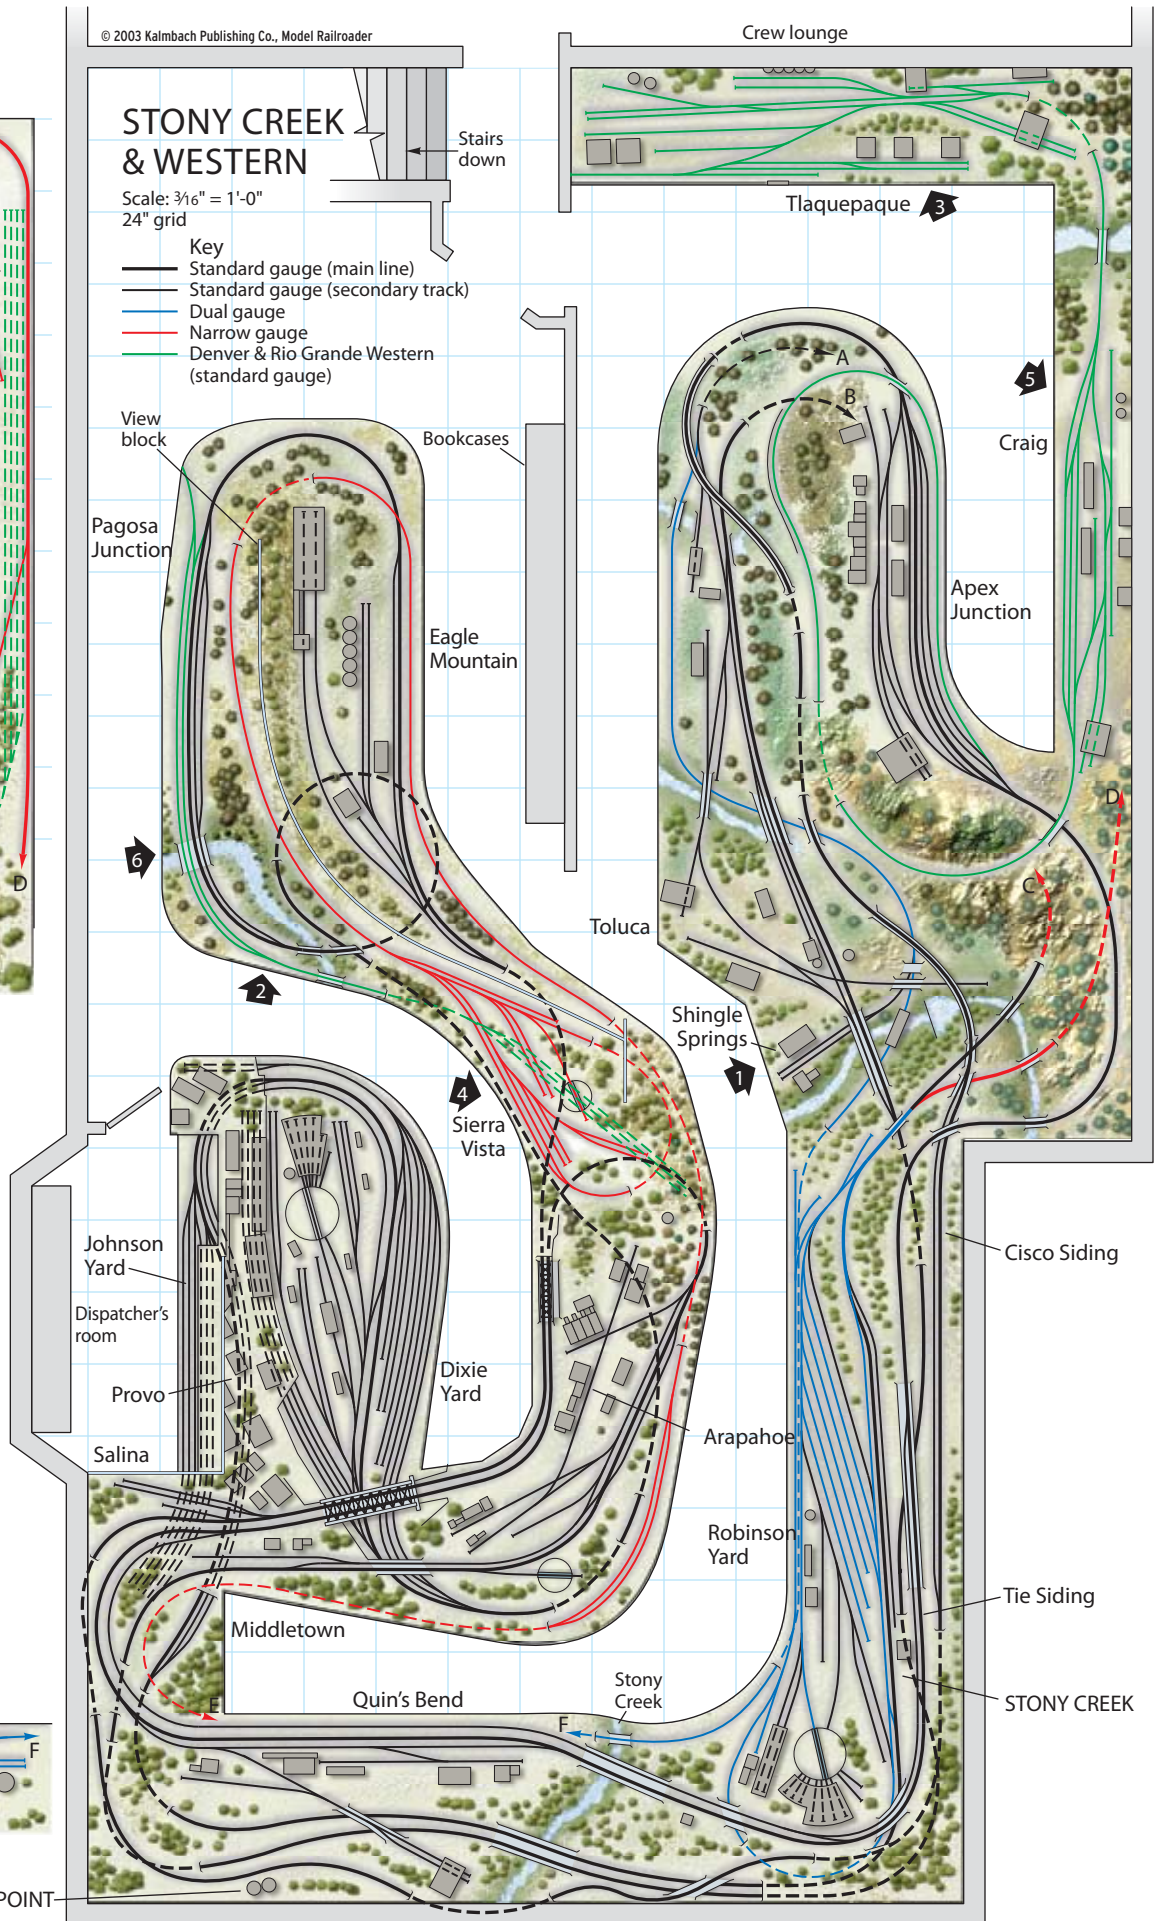 © 2003 Kalmbach Publishing Co., Model Railroader
Crew lounge
STONY CREEK
& WESTERN
Scale: 3⁄16" = 1'-0"
24" grid
Stairs
down
Key
Standard gauge (main line)
Standard gauge (secondary track)
Dual gauge
Narrow gauge
Denver & Rio Grande Western
(standard gauge)
Tlaquepaque
3
A
5
B
View
block
Bookcases
Craig
Pagosa
Junction
Apex
Junction
Eagle
Mountain
D
6
D
C
Toluca
2
Shingle
Springs
1
4
Sierra
Vista
Johnson
Yard
Cisco Siding
Dispatcher's
room
Provo
Dixie
Yard
Salina
Arapahoe
Robinson
Yard
Tie Siding
Middletown
E
Quin's Bend
Stony
Creek
STONY CREEK
F
F
POINT